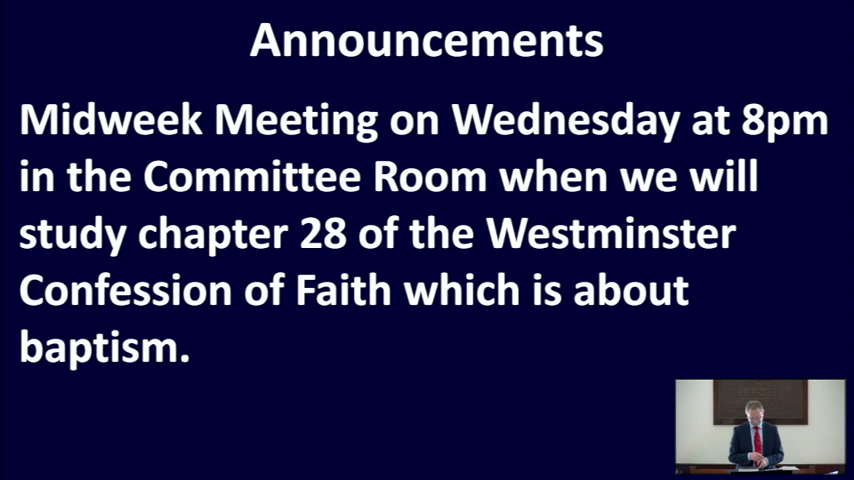 Announcements
Midweek Meeting on Wednesday at 8pm
in the Committee Room when we will
study chapter 28 of the Westminster
Confession of Faith which is about
baptism.